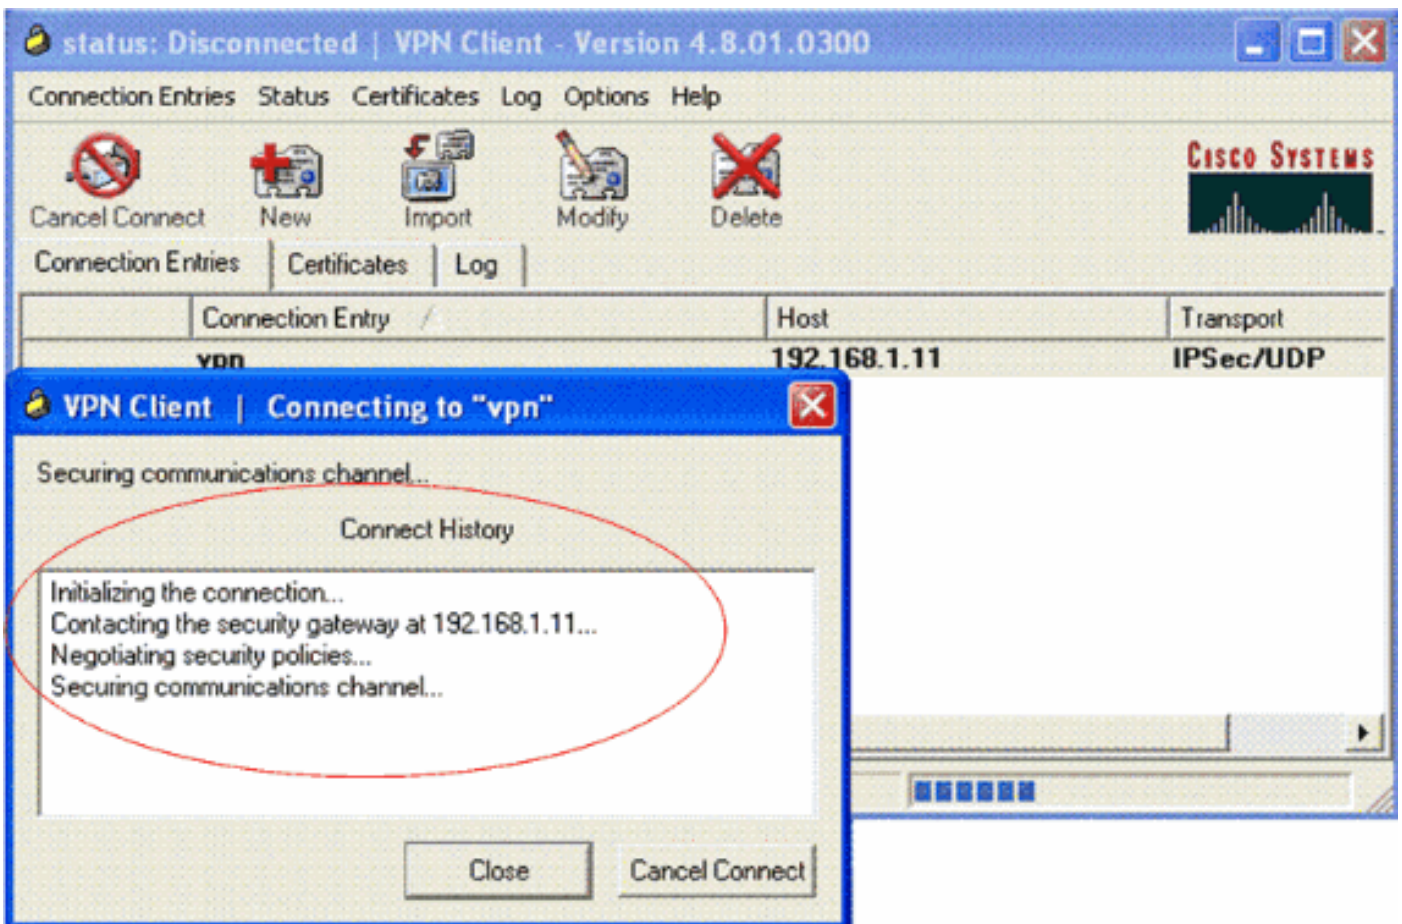 status: Disconnected | VPN Client - Version 4.8.01.0300
Connection Entries Status Certificates Log Options Help
CISCO SYSTEMS
Cancel Connect New Import Modify Delete
Connection Entries Certificates Log
Connection Entry Host Transport
vpn 192.168.1.11 IPSec/UDP
VPN Client | Connecting to "vpn"
Securing communications channel...
Connect History
Initializing the connection...
Contacting the security gateway at 192.168.1.11...
Negotiating security policies...
Securing communications channel...
Close Cancel Connect